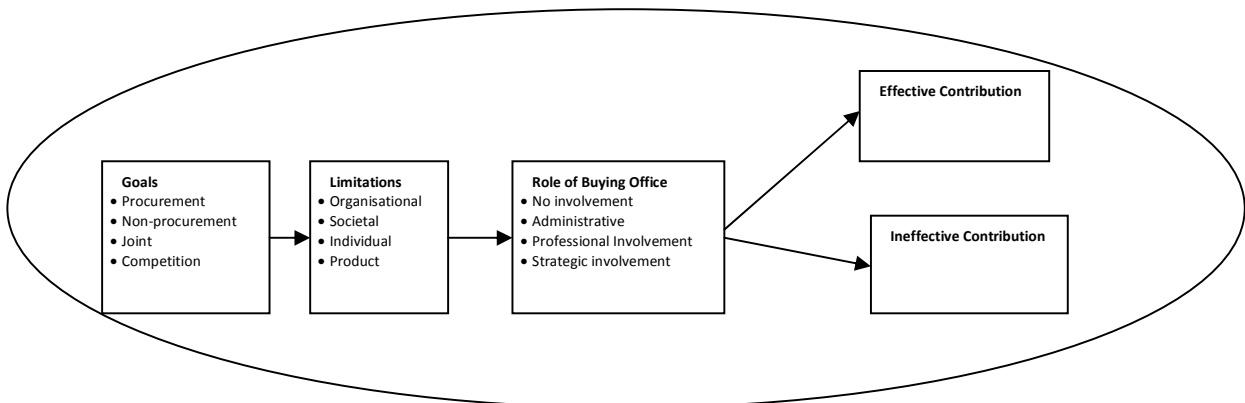 Goals
• Procurement
• Non-procurement
• Joint
• Competition
Limitations
• Organisational
• Societal
• Individual
• Product
Role of Buying Office
• No involvement
• Administrative
• Professional Involvement
• Strategic involvement
Effective Contribution
Ineffective Contribution